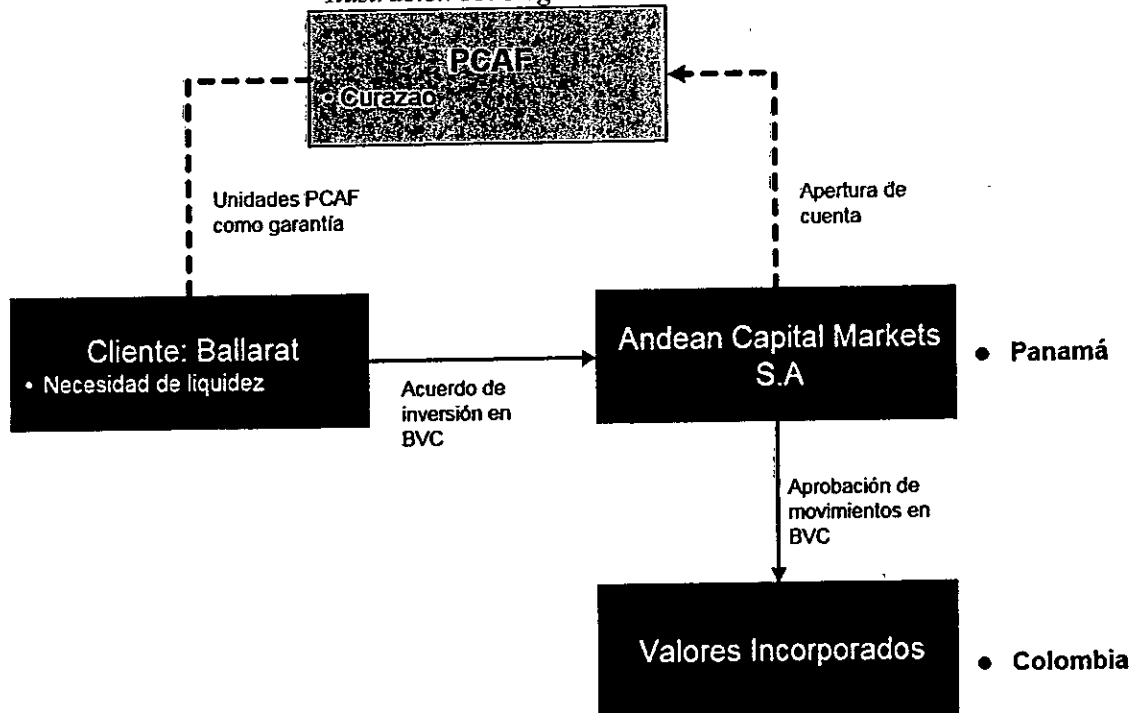 PCAF
• Curazao
Unidades PCAF
como garantía
Apertura de
cuenta
Cliente: Ballarat
• Necesidad de liquidez
Acuerdo de
inversión en
BVC
Andean Capital Markets
S.A
• Panamá
Aprobación de
movimientos en
BVC
Valores Incorporados
• Colombia